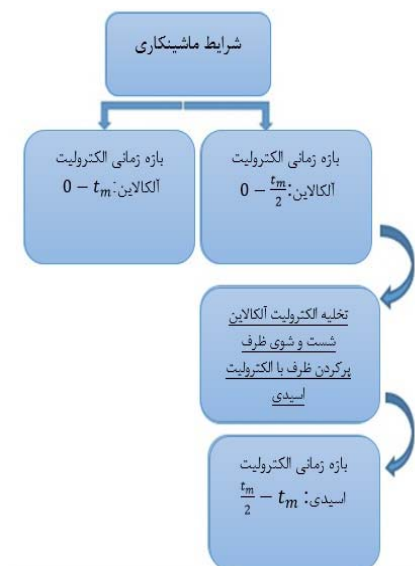 شرایط ماشینکاری
بازه زمانی الکترولیت
آلکالاین: 0 − t_m/2
بازه زمانی الکترولیت
آلکالاین: 0 − t_m
تخلیه الکترولیت آلکالاین
شست و شوی ظرف
پرکردن ظرف با الکترولیت
اسیدی
بازه زمانی الکترولیت
اسیدی: t_m/2 − t_m